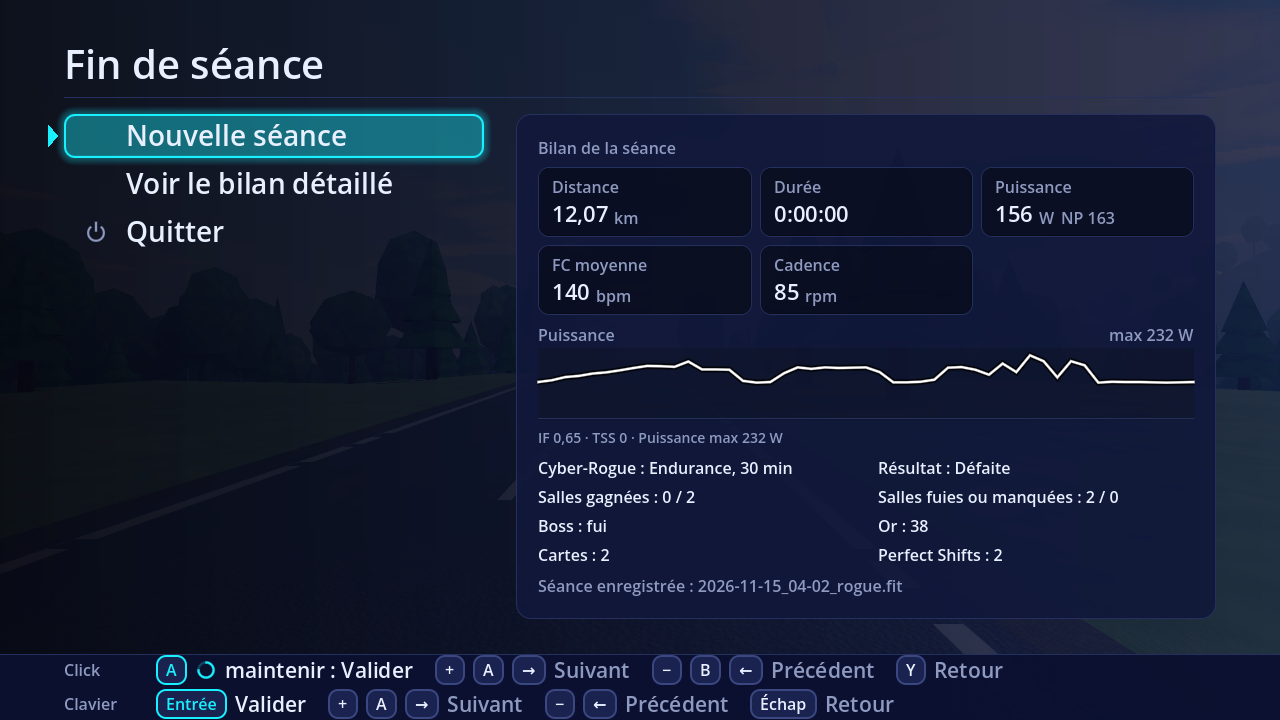 Fin de séance
Nouvelle séance
Voir le bilan détaillé
Quitter
Bilan de la séance
Distance
12,07 km
Durée
0:00:00
Puissance
156 W NP 163
FC moyenne
140 bpm
Cadence
85 rpm
Puissance max 232 W
IF 0,65 · TSS 0 · Puissance max 232 W
Cyber-Rogue : Endurance, 30 min
Résultat : Défaite
Salles gagnées : 0 / 2
Salles fuies ou manquées : 2 / 0
Boss : fui
Or : 38
Cartes : 2
Perfect Shifts : 2
Séance enregistrée : 2026-11-15_04-02_rogue.fit
Click A maintenir : Valider + A → Suivant − B ← Précédent Y Retour
Clavier Entrée Valider + A → Suivant − ← Précédent Échap Retour